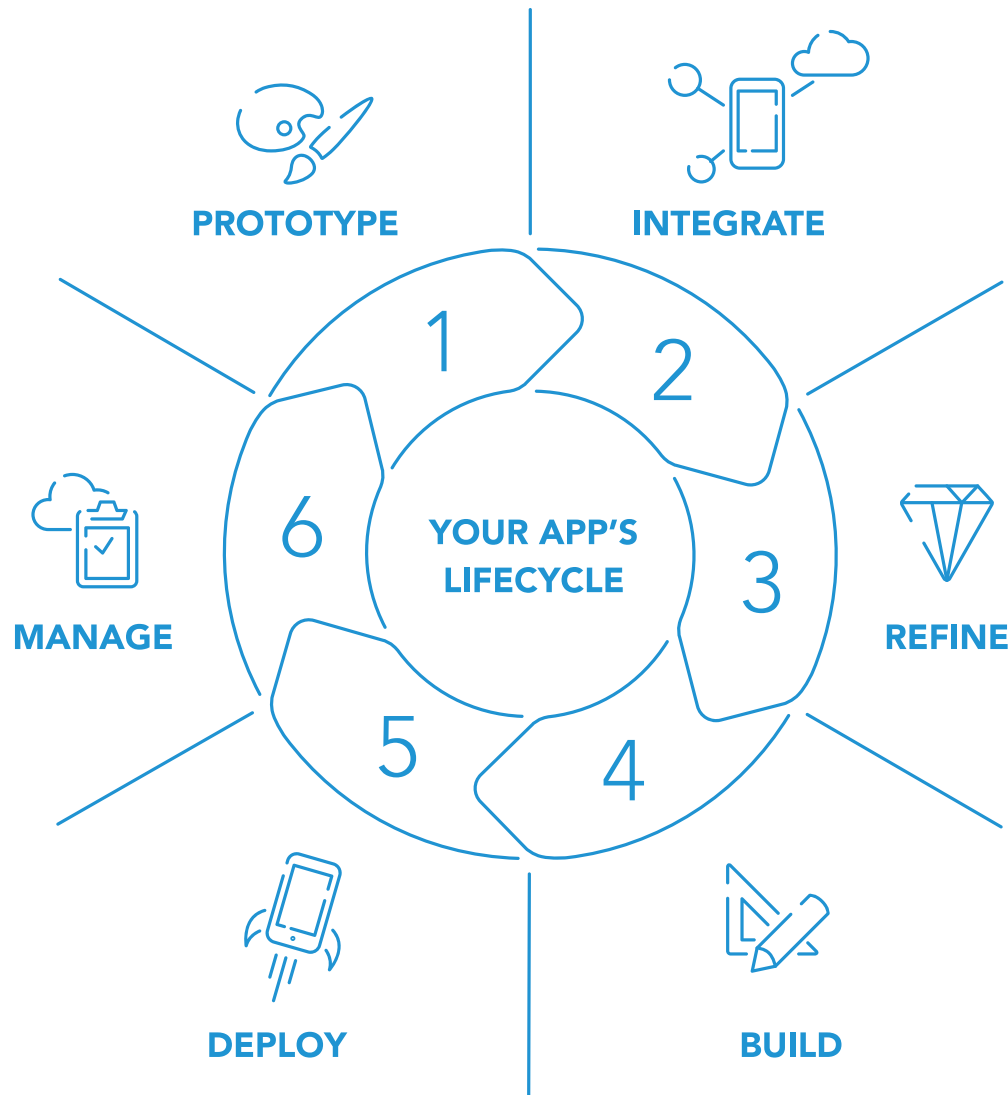 PROTOTYPE
INTEGRATE
1
2
6
YOUR APP'S
LIFECYCLE
3
MANAGE
REFINE
5
4
DEPLOY
BUILD